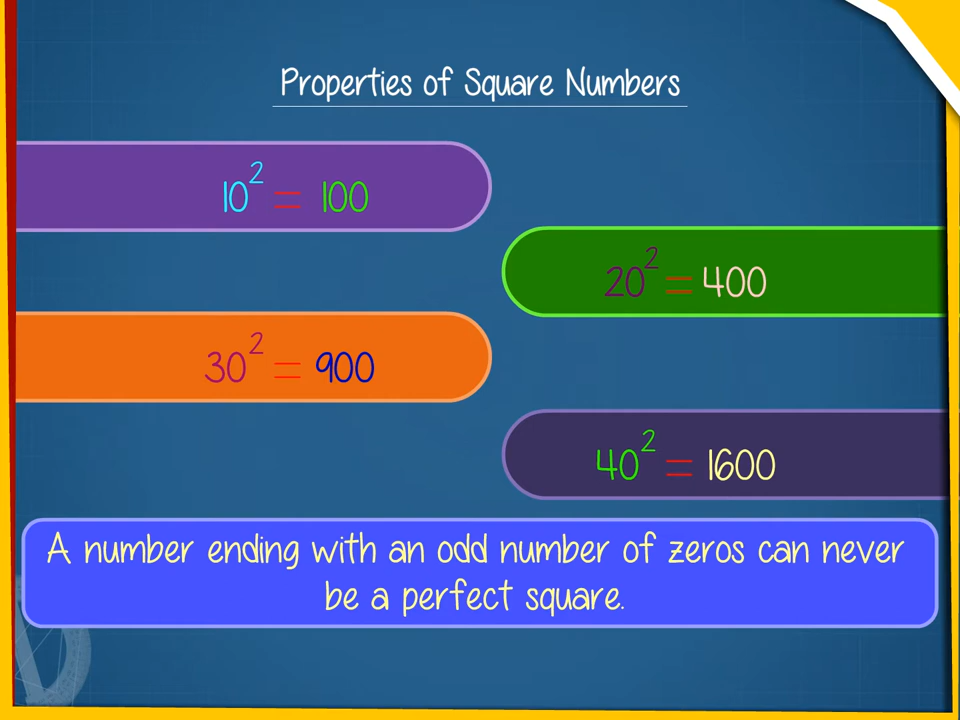 Properties of Square Numbers
10² = 100
20² = 400
30² = 900
40² = 1600
A number ending with an odd number of zeros can never
be a perfect square.